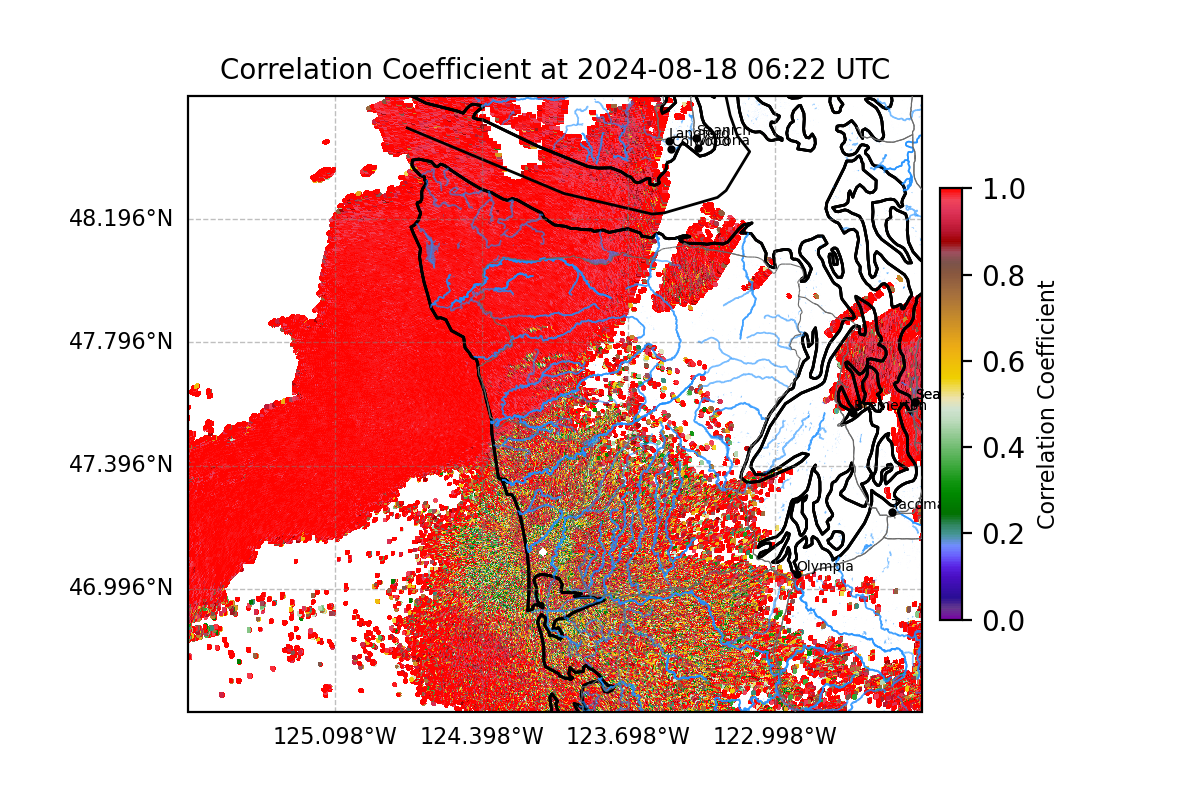 Correlation Coefficient at 2024-08-18 06:22 UTC
48.196°N
47.796°N
47.396°N
46.996°N
125.098°W
124.398°W
123.698°W
122.998°W
Olympia
1.0
0.8
0.6
0.4
0.2
0.0
Correlation Coefficient